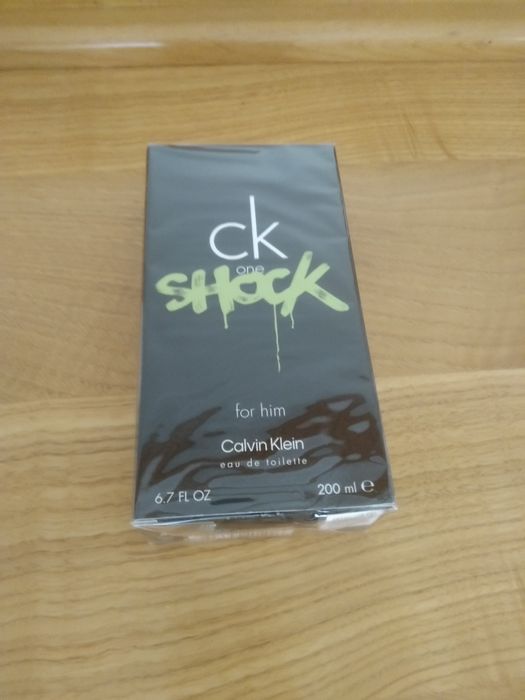 ck
one
SHOCK
for him
Calvin Klein
eau de toilette
6.7 FL OZ 200 ml ℮